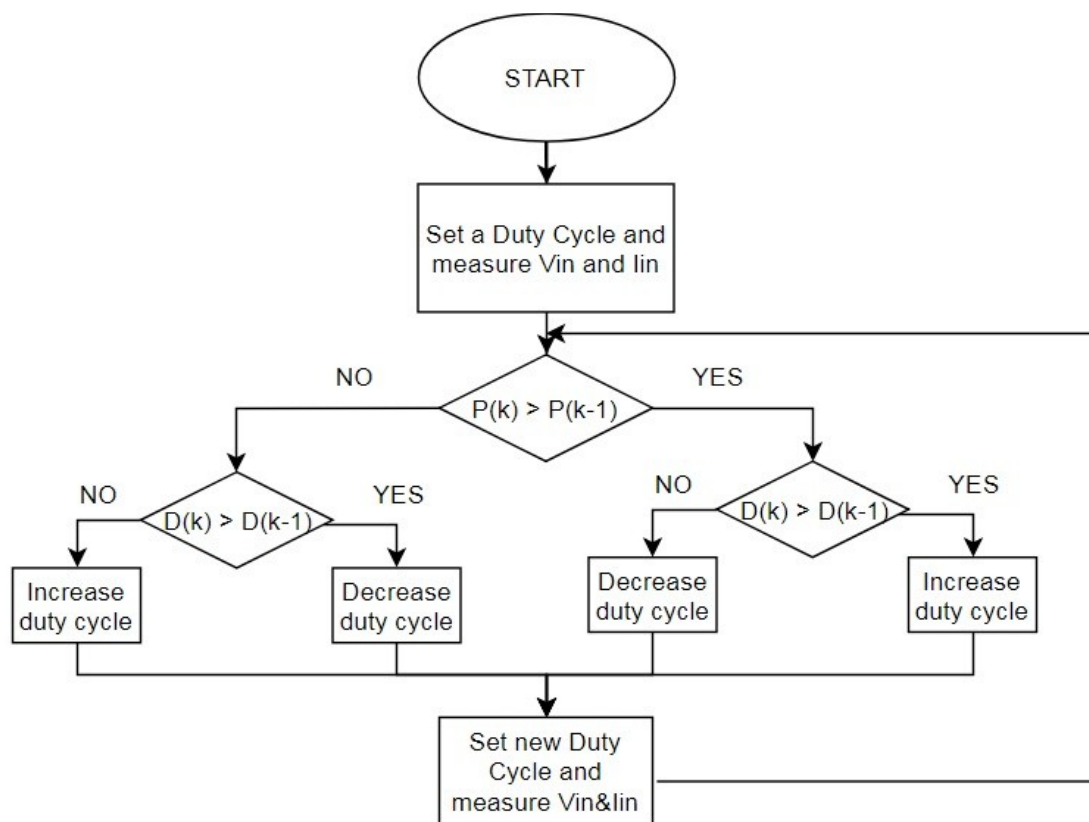 START
Set a Duty Cycle and
measure Vin and Iin
NO
YES
P(k) > P(k-1)
NO
YES
NO
YES
D(k) > D(k-1)
D(k) > D(k-1)
Increase
duty cycle
Decrease
duty cycle
Decrease
duty cycle
Increase
duty cycle
Set new Duty
Cycle and
measure Vin&Iin